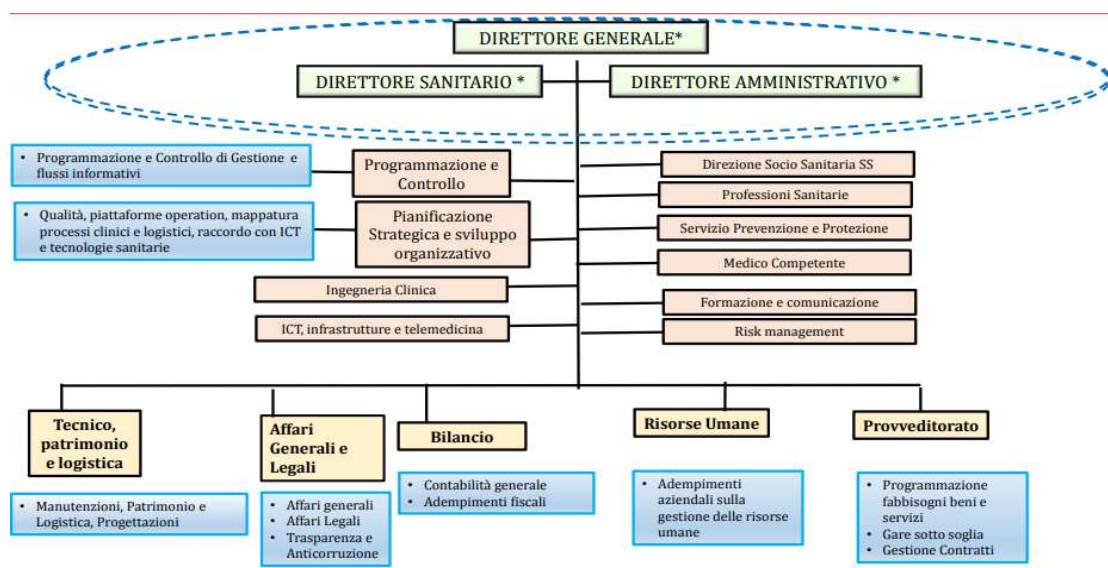 DIRETTORE GENERALE*
DIRETTORE SANITARIO *
DIRETTORE AMMINISTRATIVO *
• Programmazione e Controllo di Gestione e
flussi informativi
Programmazione e
Controllo
• Qualità, piattaforme operation, mappatura
processi clinici e logistici, raccordo con ICT
e tecnologie sanitarie
Pianificazione
Strategica e sviluppo
organizzativo
Ingegneria Clinica
ICT, infrastrutture e telemedicina
Direzione Socio Sanitaria SS
Professioni Sanitarie
Servizio Prevenzione e Protezione
Medico Competente
Formazione e comunicazione
Risk management
Tecnico,
patrimonio
e logistica
• Manutenzioni, Patrimonio e
Logistica, Progettazioni
Affari
Generali e
Legali
• Affari generali
• Affari Legali
• Trasparenza e
Anticorruzione
Bilancio
• Contabilità generale
• Adempimenti fiscali
Risorse Umane
• Adempimenti
aziendali sulla
gestione delle risorse
umane
Provveditorato
• Programmazione
fabbisogni beni e
servizi
• Gare sotto soglia
• Gestione Contratti